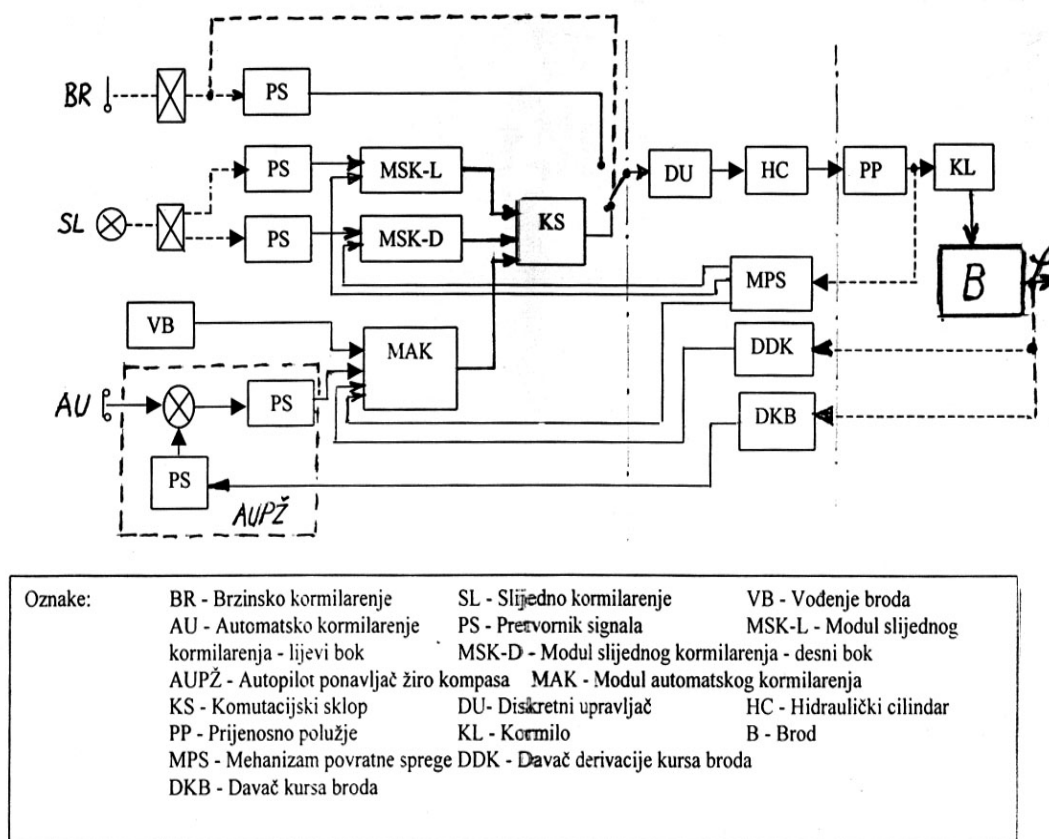 BR
PS
PS
MSK-L
SL
PS
MSK-D
KS
DU
HC
PP
KL
B
MPS
VB
MAK
DDK
AU
PS
DKB
PS
AUPŽ
Oznake: BR - Brzinsko kormilarenje SL - Slijedno kormilarenje VB - Vođenje broda
AU - Automatsko kormilarenje PS - Pretvornik signala MSK-L - Modul slijednog
kormilarenja - lijevi bok MSK-D - Modul slijednog kormilarenja - desni bok
AUPŽ - Autopilot ponavljač žiro kompasa MAK - Modul automatskog kormilarenja
KS - Komutacijski sklop DU- Diskretni upravljač HC - Hidraulički cilindar
PP - Prijenosno polužje KL - Kormilo B - Brod
MPS - Mehanizam povratne sprege DDK - Davač derivacije kursa broda
DKB - Davač kursa broda